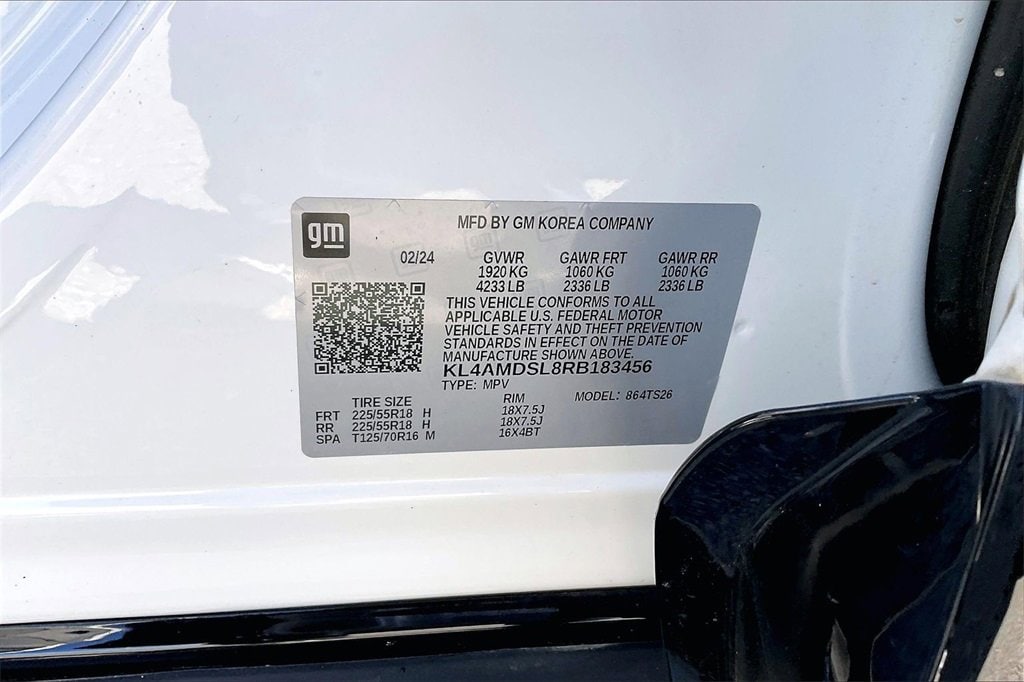 gm
MFD BY GM KOREA COMPANY
02/24 GVWR GAWR FRT GAWR RR
1920 KG 1060 KG 1060 KG
4233 LB 2336 LB 2336 LB
THIS VEHICLE CONFORMS TO ALL
APPLICABLE U.S. FEDERAL MOTOR
VEHICLE SAFETY AND THEFT PREVENTION
STANDARDS IN EFFECT ON THE DATE OF
MANUFACTURE SHOWN ABOVE.
KL4AMDSL8RB183456
TYPE: MPV MODEL: 864TS26
TIRE SIZE RIM
FRT 225/55R18 H 18X7.5J
RR 225/55R18 H 18X7.5J
SPA T125/70R16 M 16X4BT